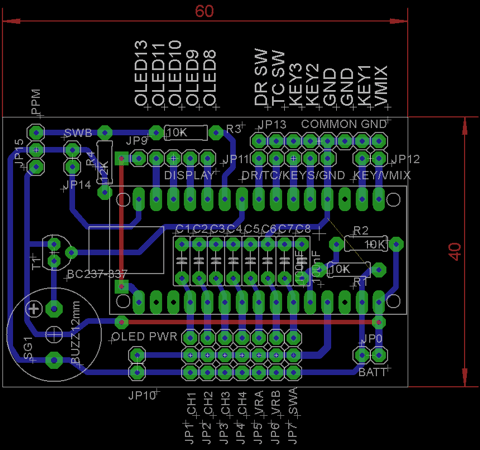 60
OLED13
OLED11
OLED10
OLED9
OLED8
DR SW
TC SW
KEY3
KEY2
GND
GND
KEY1
VMIX
PPM
SWB
10K
R3
JP13
COMMON GND
JP15
JP9
R4
12K
JP11
JP12
JP14
DISPLAY
DR/TC/KEYS/GND
KEY/VMIX
C1 C2 C3 C4 C5 C6 C7 C8
R2
10K
T1
BC237-337
100nF
10K
R1
40
SG1
BUZZ12mm
OLED PWR
JP0
BATT
JP10
CH1
CH2
CH3
CH4
VRA
VRB
SWA
JP1
JP2
JP3
JP4
JP5
JP6
JP7